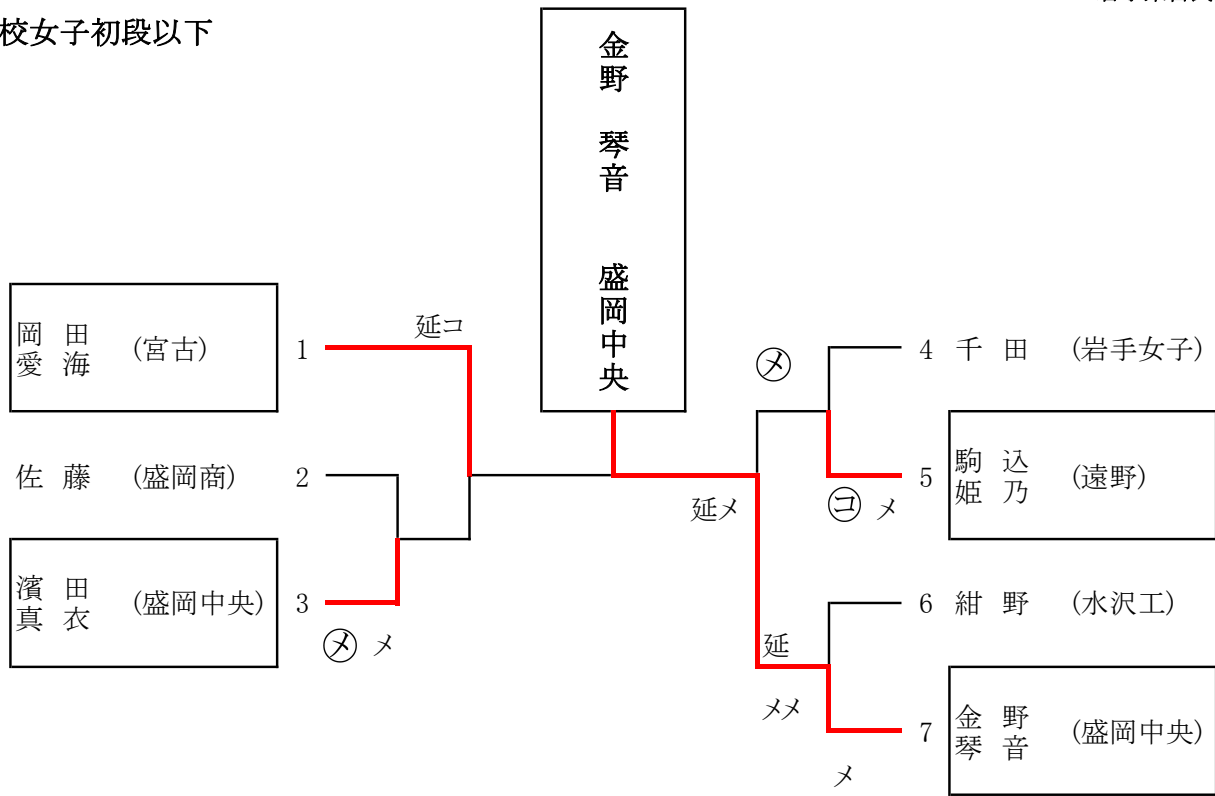 校女子初段以下
金野 琴音 盛岡中央
岡田愛海 (宮古) 1
延コ
佐藤 (盛岡商) 2
濱田真衣 (盛岡中央) 3
㋱ メ
㋱
4 千田 (岩手女子)
5 駒込姫乃 (遠野)
㋙ メ
延メ
6 紺野 (水沢工)
延
メメ
7 金野琴音 (盛岡中央)
メ